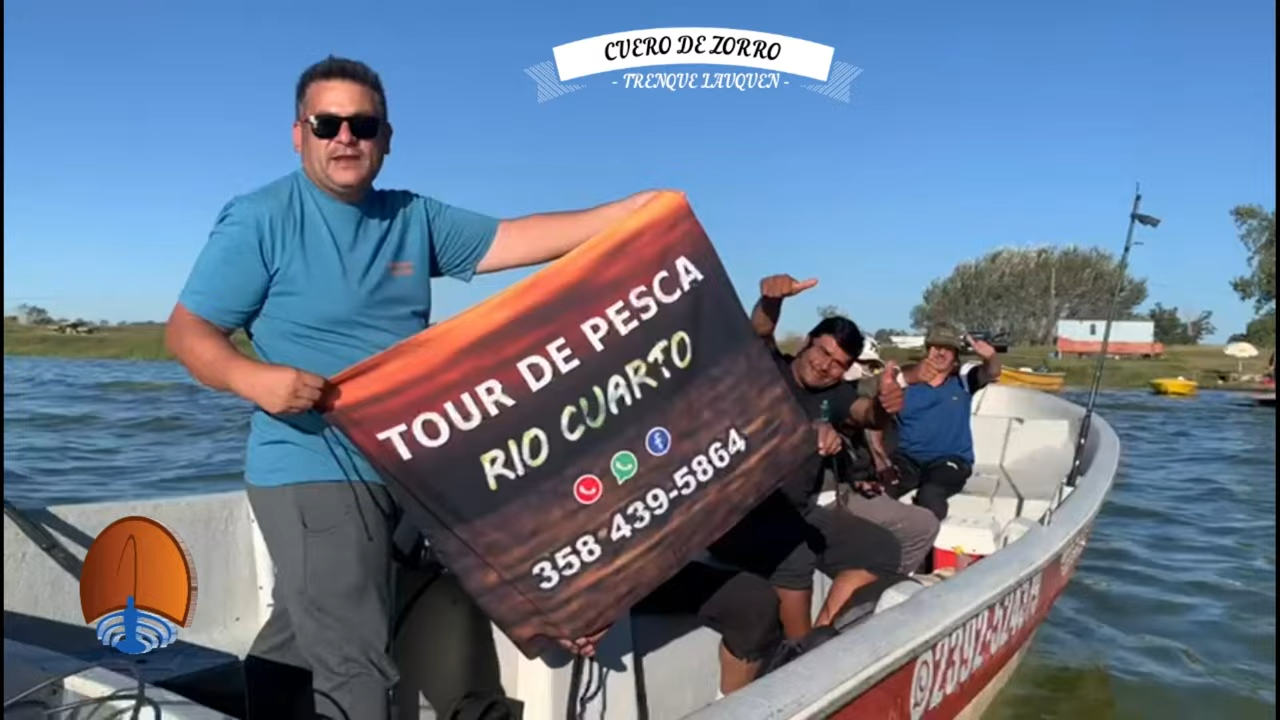 CUERO DE ZORRO
- TRENQUE LAUQUEN -
TOUR DE PESCA
RIO CUARTO
358-439-5864